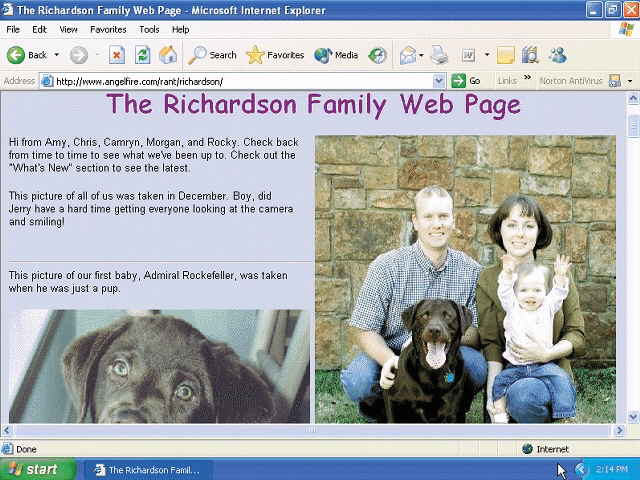 The Richardson Family Web Page - Microsoft Internet Explorer
File Edit View Favorites Tools Help
Back Search Favorites Media
Address http://www.angelfire.com/rant/richardson/ Go Links » Norton AntiVirus
The Richardson Family Web Page
Hi from Amy, Chris, Camryn, Morgan, and Rocky. Check back
from time to time to see what we've been up to. Check out the
"What's New" section to see the latest.
This picture of all of us was taken in December. Boy, did
Jerry have a hard time getting everyone looking at the camera
and smiling!
This picture of our first baby, Admiral Rockefeller, was taken
when he was just a pup.
Done Internet
start The Richardson Famil... 2:14 PM